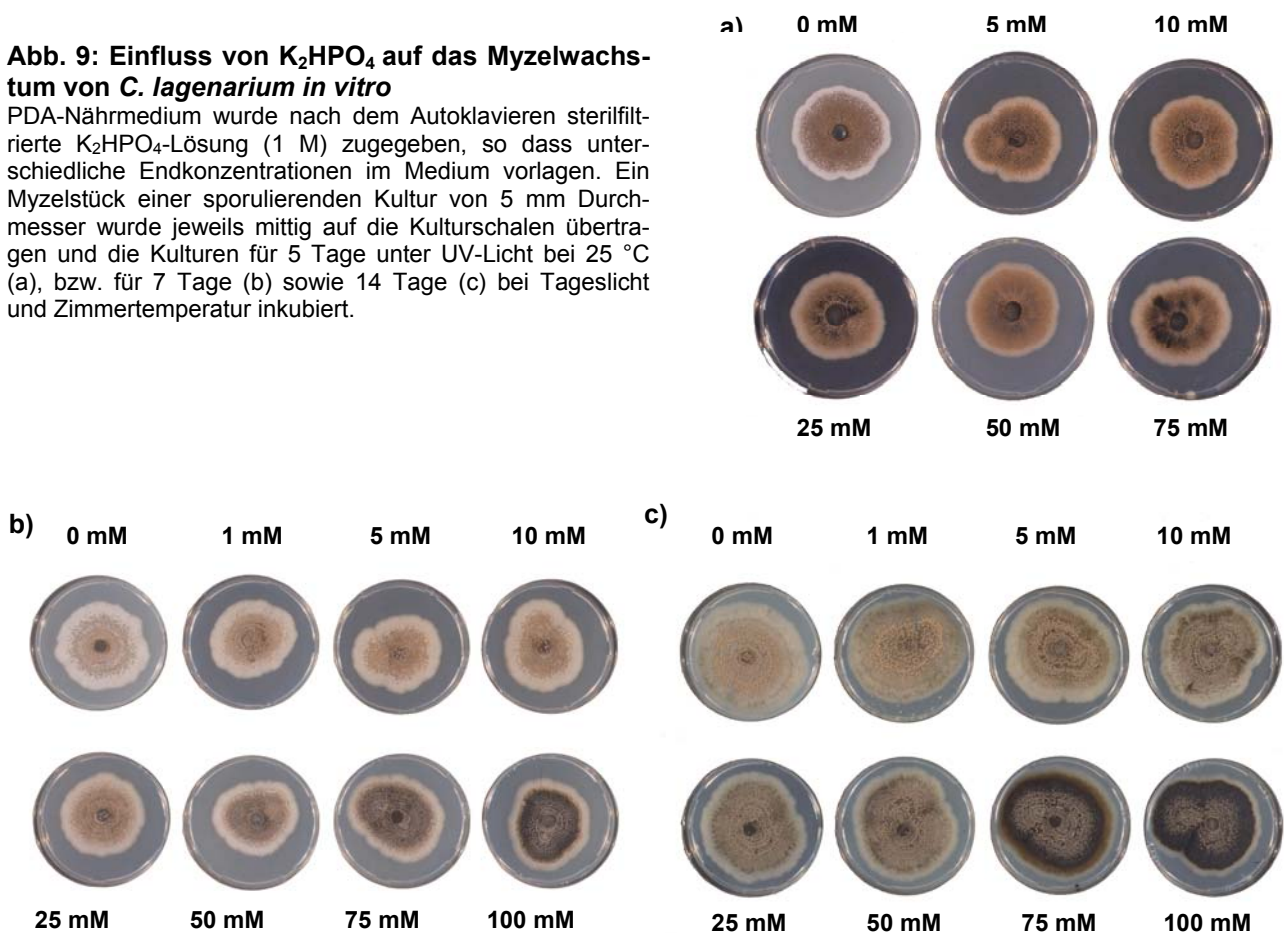 Abb. 9: Einfluss von K₂HPO₄ auf das Myzelwachs-
tum von C. lagenarium in vitro
PDA-Nährmedium wurde nach dem Autoklavieren sterilfilt-
rierte K₂HPO₄-Lösung (1 M) zugegeben, so dass unter-
schiedliche Endkonzentrationen im Medium vorlagen. Ein
Myzelstück einer sporulierenden Kultur von 5 mm Durch-
messer wurde jeweils mittig auf die Kulturschalen übertra-
gen und die Kulturen für 5 Tage unter UV-Licht bei 25 °C
(a), bzw. für 7 Tage (b) sowie 14 Tage (c) bei Tageslicht
und Zimmertemperatur inkubiert.
a) 0 mM 5 mM 10 mM
25 mM 50 mM 75 mM
b) 0 mM 1 mM 5 mM 10 mM
25 mM 50 mM 75 mM 100 mM
c) 0 mM 1 mM 5 mM 10 mM
25 mM 50 mM 75 mM 100 mM